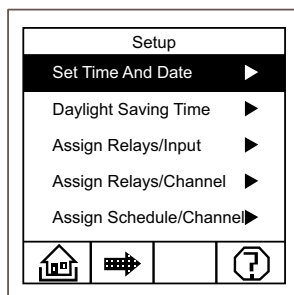 Setup
Set Time And Date
Daylight Saving Time
Assign Relays/Input
Assign Relays/Channel
Assign Schedule/Channel
?